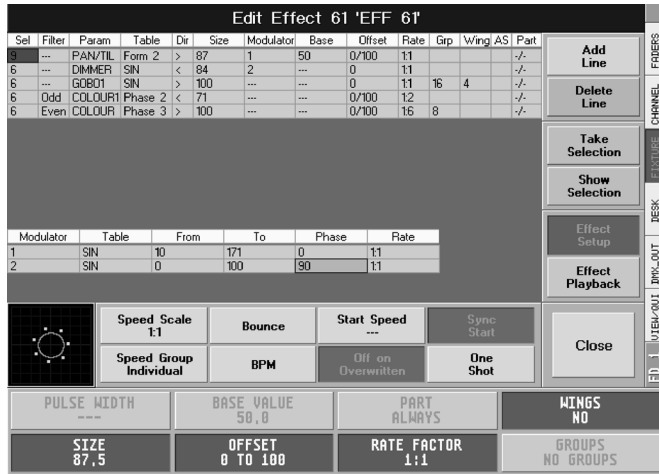 Edit Effect 61 'EFF 61'
Sel Filter Param Table Dir Size Modulator Base Offset Rate Grp Wing AS Part
9 --- PAN/TIL Form 2 > 87 1 50 0/100 1:1 -/-
6 --- DIMMER SIN < 84 2 --- 0 1:1 -/-
6 --- GOBO1 SIN > 100 --- --- 0 1:1 16 4 -/-
6 Odd COLOUR1 Phase 2 < 71 --- --- 0/100 1:2 -/-
6 Even COLOUR Phase 3 > 100 --- --- 0/100 1:6 8 -/-
Modulator Table From To Phase Rate
1 SIN 10 171 0 1:1
2 SIN 0 100 90 1:1
Add
Line
Delete
Line
Take
Selection
Show
Selection
Effect
Setup
Effect
Playback
Close
FADERS
CHANNEL
FIXTURE
DESK
DMX_OUT
VIEW/QUI
Speed Scale
1:1
Bounce
Start Speed
---
Sync
Start
Speed Group
Individual
BPM
Off on
Overwritten
One
Shot
PULSE WIDTH
---
BASE VALUE
50,0
PART
ALWAYS
WINGS
NO
SIZE
87,5
OFFSET
0 TO 100
RATE FACTOR
1:1
GROUPS
NO GROUPS